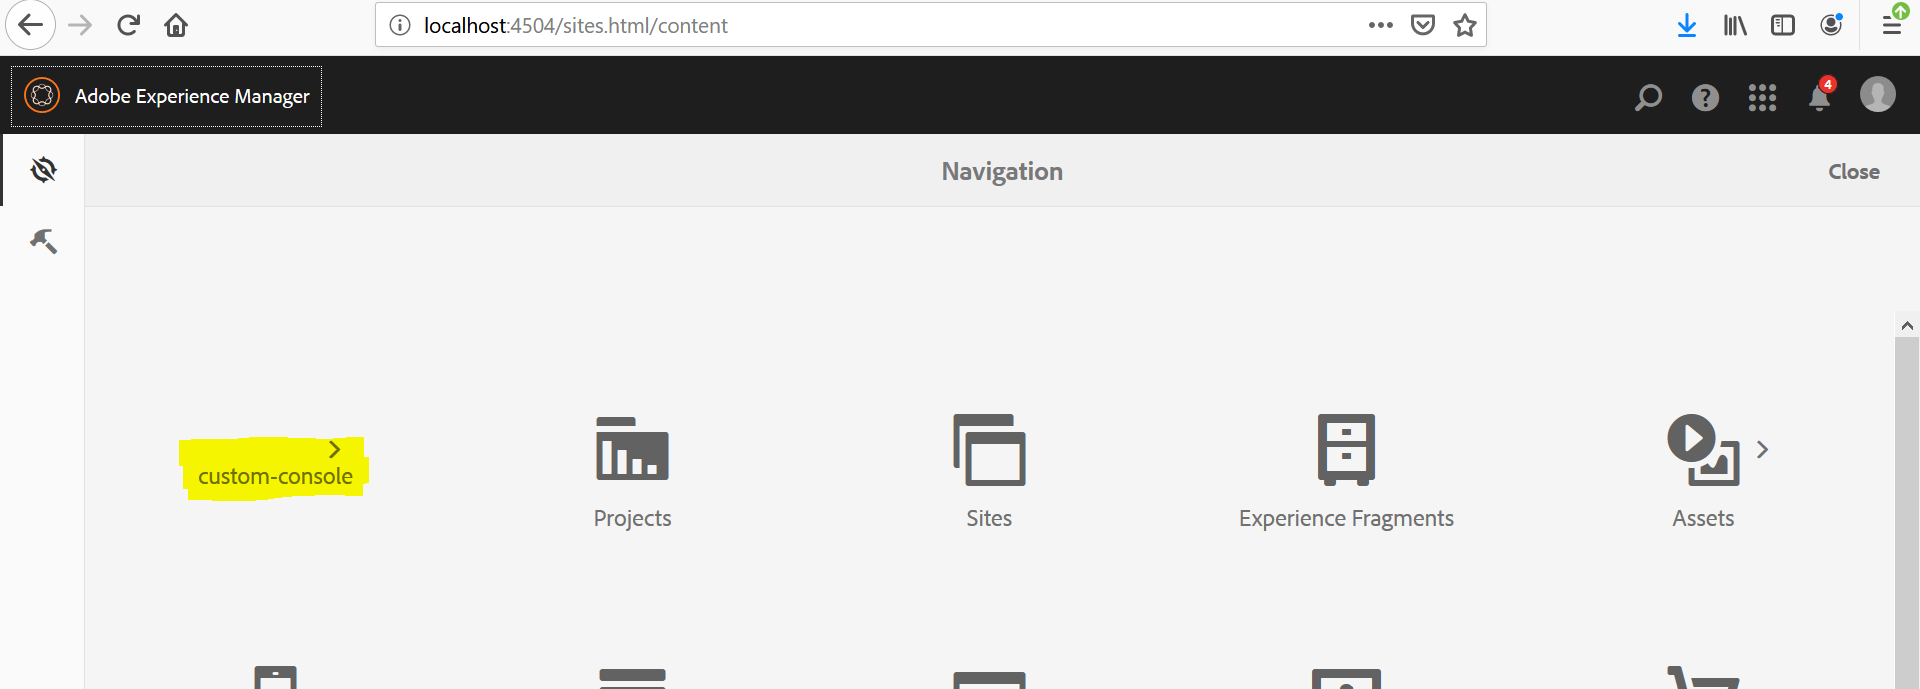 localhost:4504/sites.html/content
Adobe Experience Manager
?
4
Navigation
Close
custom-console
Projects
Sites
Experience Fragments
Assets